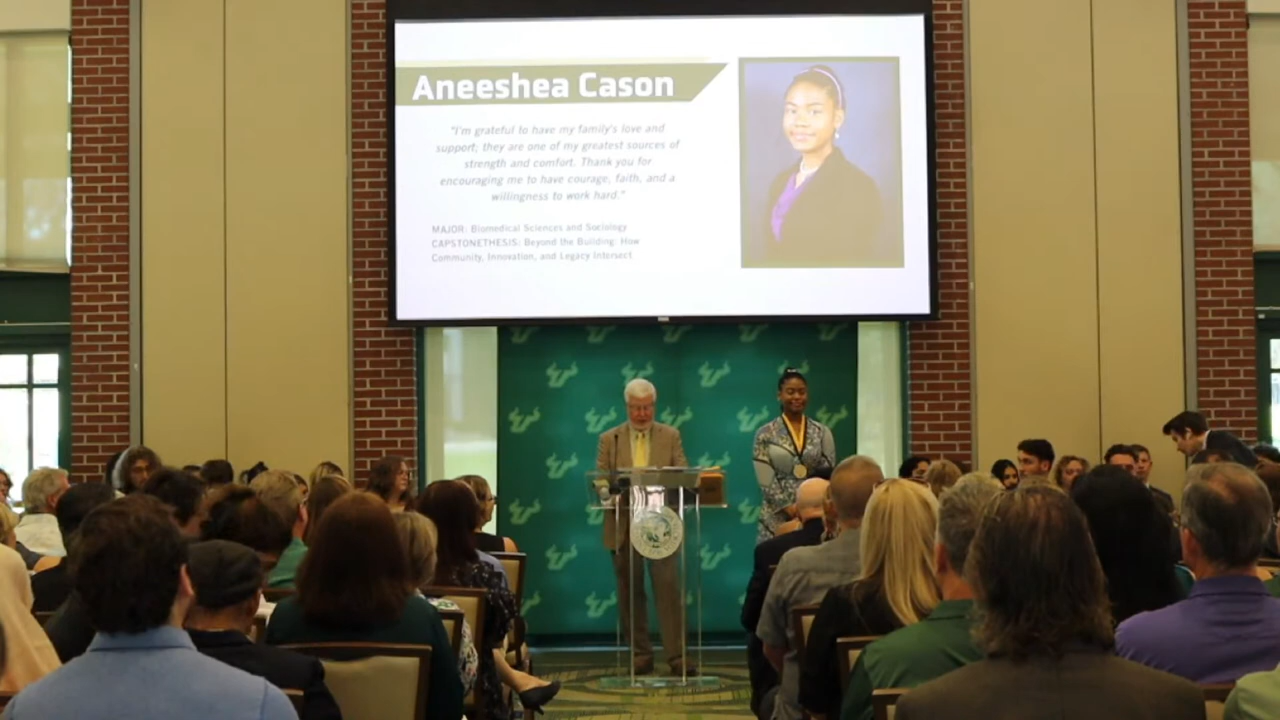 Aneeshea Cason
"I'm grateful to have my family's love and
support; they are one of my greatest sources of
strength and comfort. Thank you for
encouraging me to have courage, faith, and a
willingness to work hard."
MAJOR: Biomedical Sciences and Sociology
CAPSTONETHESIS: Beyond the Building: How
Community, Innovation, and Legacy Intersect